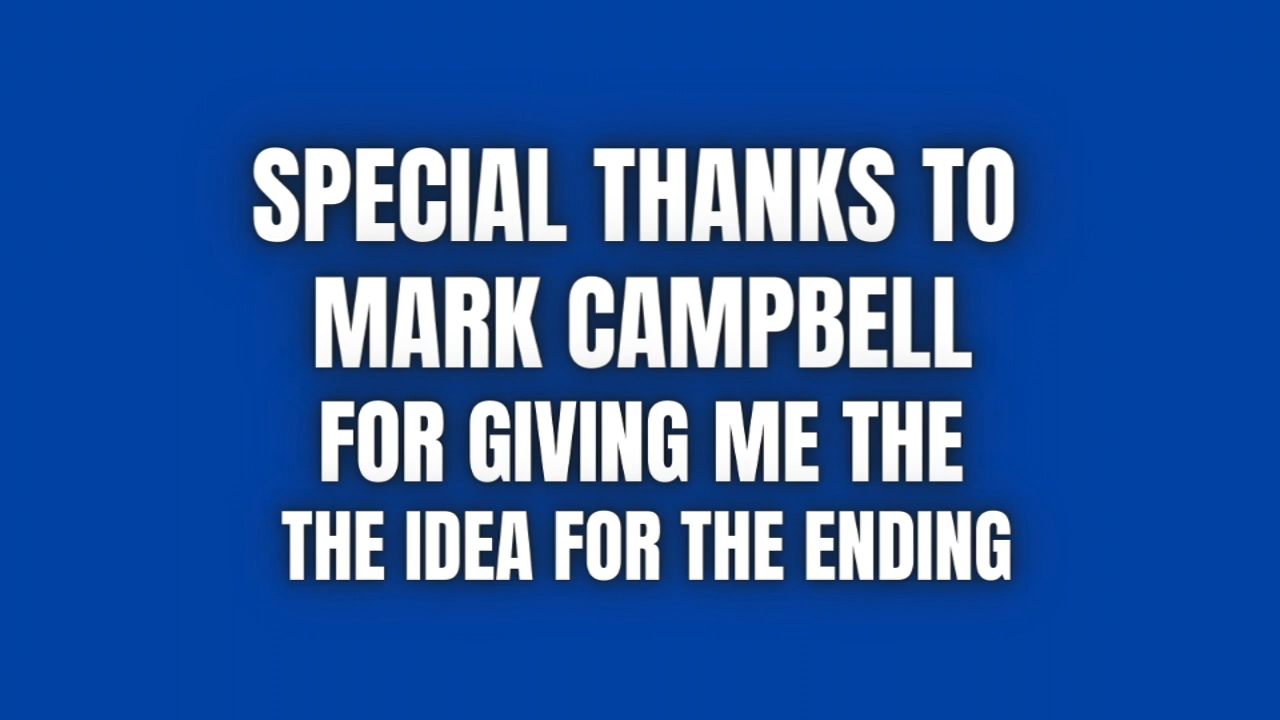 SPECIAL THANKS TO
MARK CAMPBELL
FOR GIVING ME THE
THE IDEA FOR THE ENDING